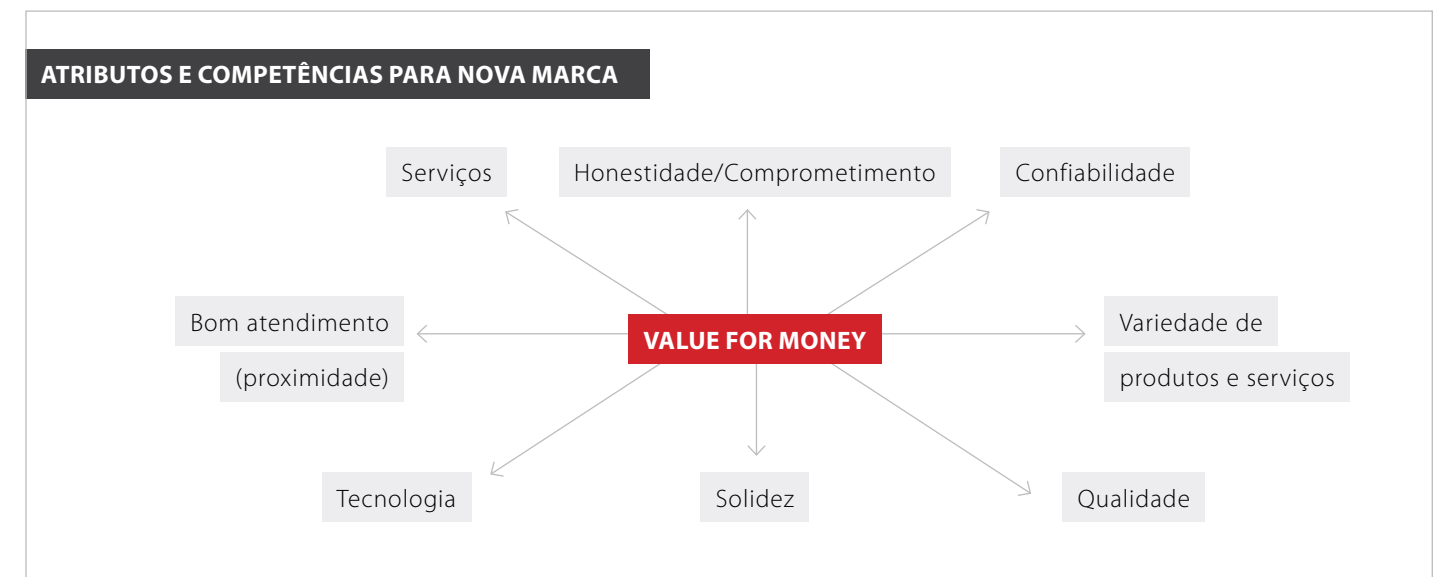 ATRIBUTOS E COMPETÊNCIAS PARA NOVA MARCA
Serviços
Honestidade/Comprometimento
Confiabilidade
Bom atendimento
(proximidade)
VALUE FOR MONEY
Variedade de
produtos e serviços
Tecnologia
Solidez
Qualidade